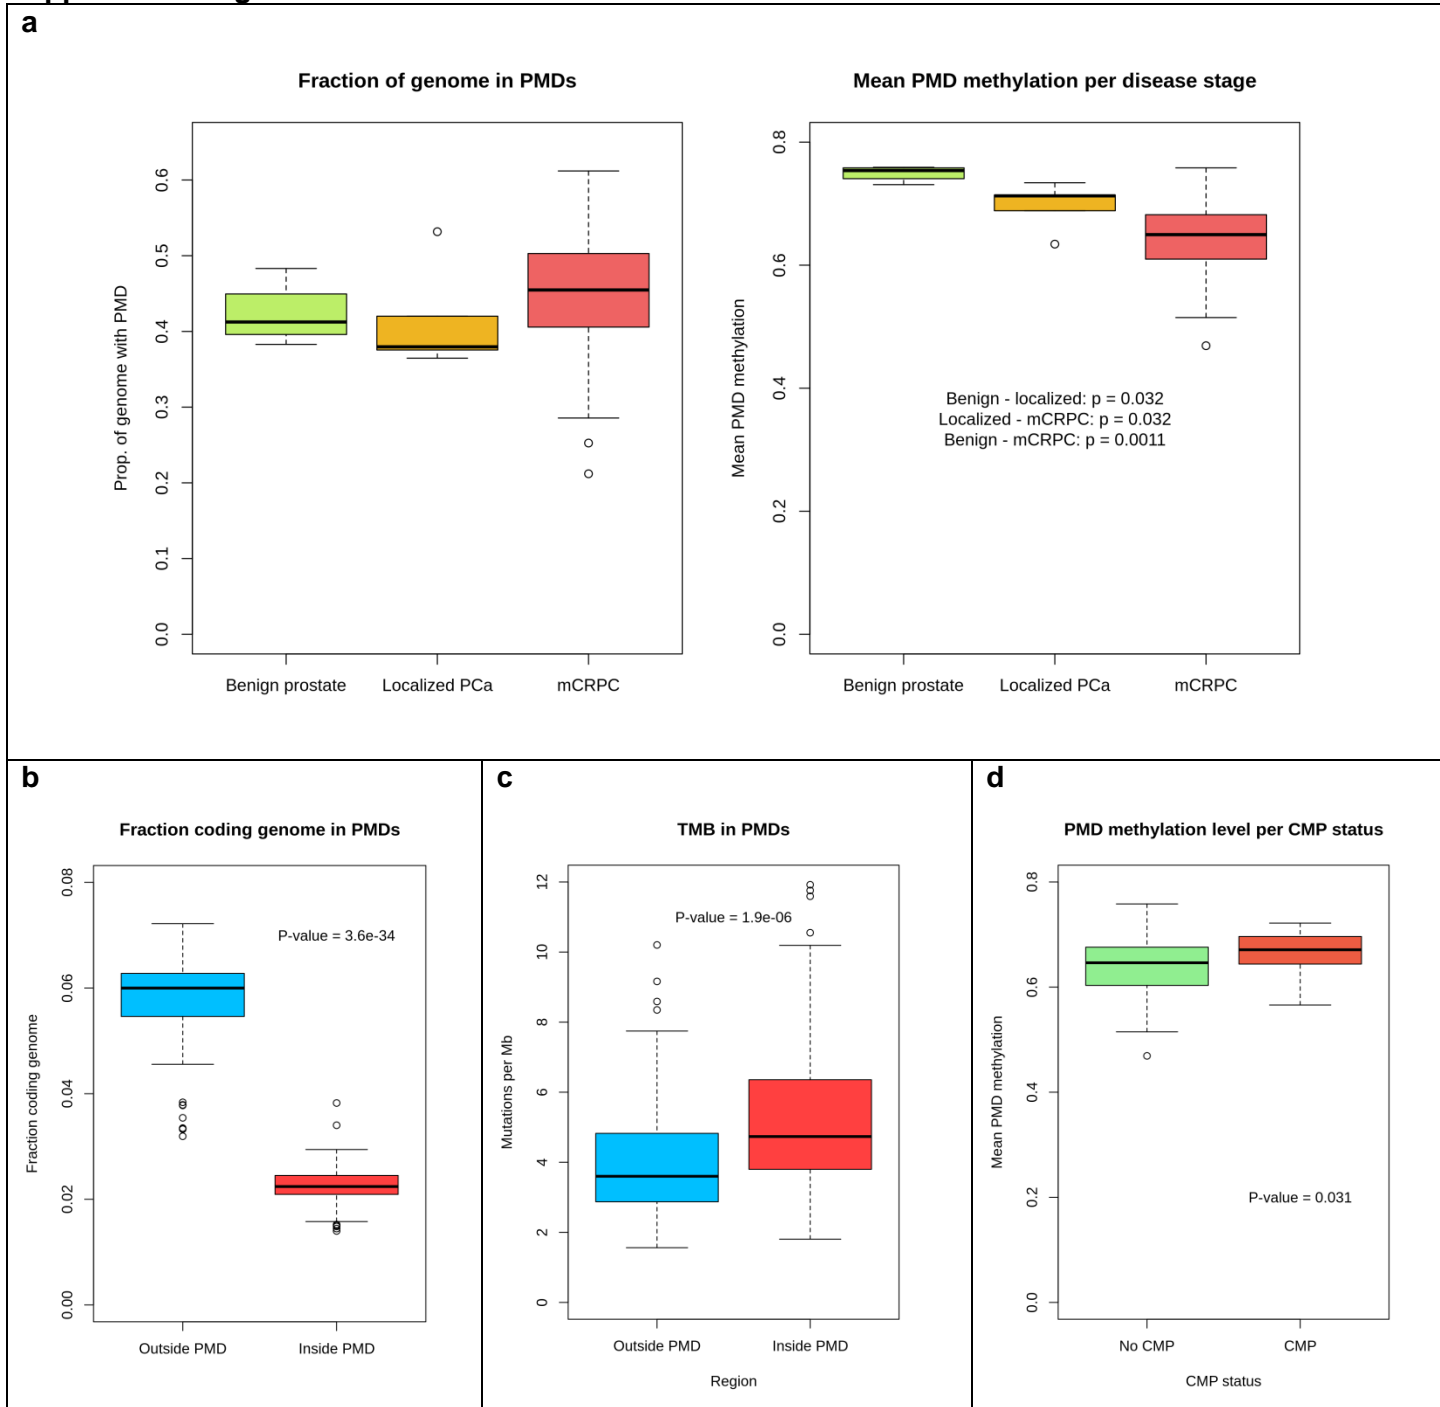 a
Fraction of genome in PMDs
Prop. of genome with PMD
0.6
0.5
0.4
0.3
0.2
0.1
0.0
Benign prostate Localized PCa mCRPC
Mean PMD methylation per disease stage
Mean PMD methylation
0.8
0.6
0.4
0.2
0.0
Benign - localized: p = 0.032
Localized - mCRPC: p = 0.032
Benign - mCRPC: p = 0.0011
Benign prostate Localized PCa mCRPC
b
Fraction coding genome in PMDs
Fraction coding genome
0.08
0.06
0.04
0.02
0.00
P-value = 3.6e-34
Outside PMD Inside PMD
c
TMB in PMDs
Mutations per Mb
12
10
8
6
4
2
0
P-value = 1.9e-06
Outside PMD Inside PMD
Region
d
PMD methylation level per CMP status
Mean PMD methylation
0.8
0.6
0.4
0.2
0.0
P-value = 0.031
No CMP CMP
CMP status